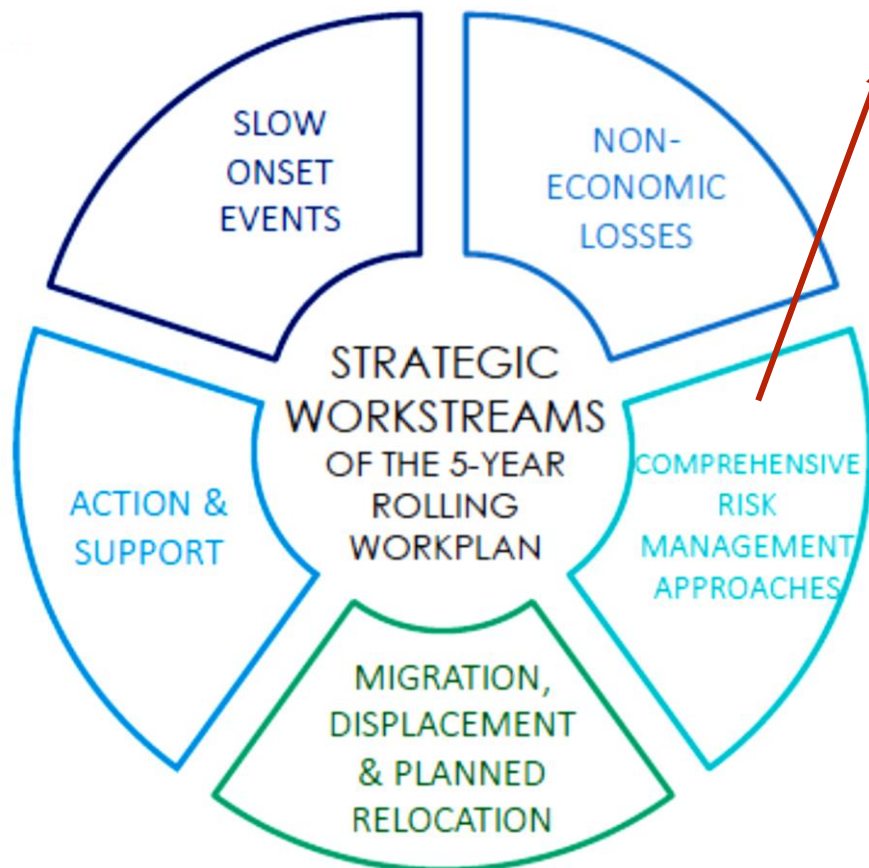 SLOW
ONSET
EVENTS
NON-
ECONOMIC
LOSSES
STRATEGIC
WORKSTREAMS
OF THE 5-YEAR
ROLLING
WORKPLAN
COMPREHENSIVE
RISK
MANAGEMENT
APPROACHES
ACTION &
SUPPORT
MIGRATION,
DISPLACEMENT
& PLANNED
RELOCATION